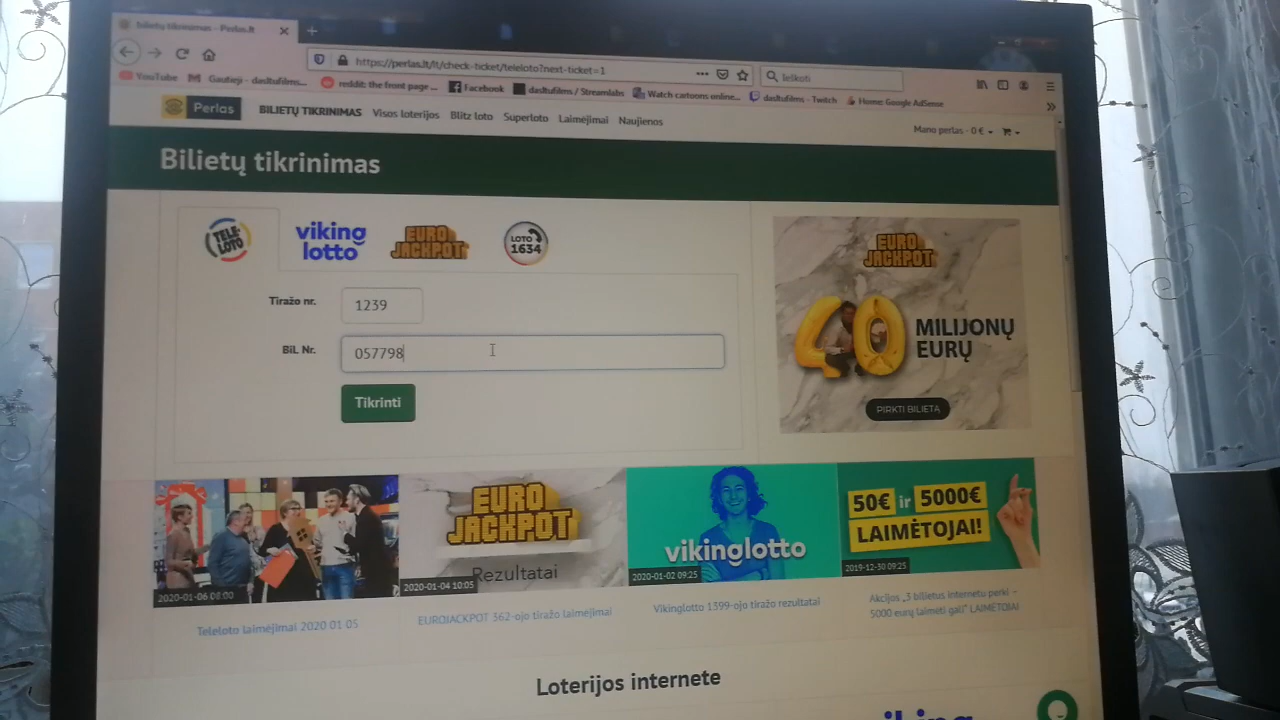 bilietų tikrinimas - Perlas.lt
https://perlas.lt/lt/check-ticket/teleloto?next-ticket=1
Ieškoti
YouTube
Gautieji - dasltufilms...
reddit: the front page ...
Facebook
dasltufilms / Streamlabs
Watch cartoons online...
dasltufilms - Twitch
Home: Google AdSense
Perlas
BILIETŲ TIKRINIMAS
Visos loterijos
Blitz loto
Superloto
Laimėjimai
Naujienos
Mano perlas - 0 €
Bilietų tikrinimas
TELE
LOTO
viking
lotto
EURO
JACKPOT
LOTO
1634
Tiražo nr.
1239
Bil. Nr.
057798
Tikrinti
EURO
JACKPOT
40
MILIJONŲ
EURŲ
PIRKTI BILIETĄ
2020-01-06 08:00
EURO
JACKPOT
Rezultatai
2020-01-04 10:05
vikinglotto
2020-01-02 09:25
50€ ir 5000€
LAIMĖTOJAI!
2019-12-30 09:25
Teleloto laimėjimai 2020 01 05
EUROJACKPOT 362-ojo tiražo laimėjimai
Vikinglotto 1399-ojo tiražo rezultatai
Akcijos „3 bilietus internetu perki –
5000 eurų laimėti gali“ LAIMĖTOJAI
Loterijos internete
viking